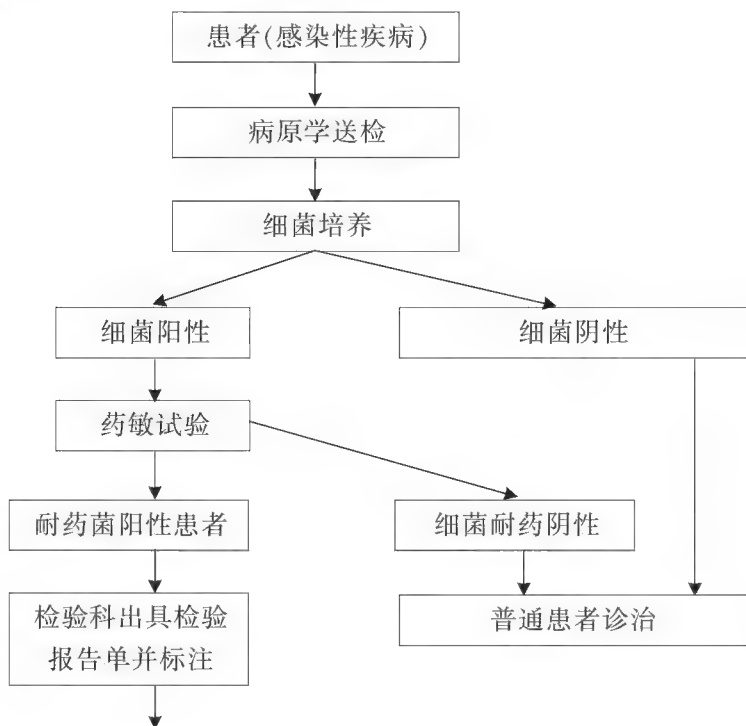 患者(感染性疾病)
病原学送检
细菌培养
细菌阳性
细菌阴性
药敏试验
耐药菌阳性患者
细菌耐药阴性
检验科出具检验
报告单并标注
普通患者诊治